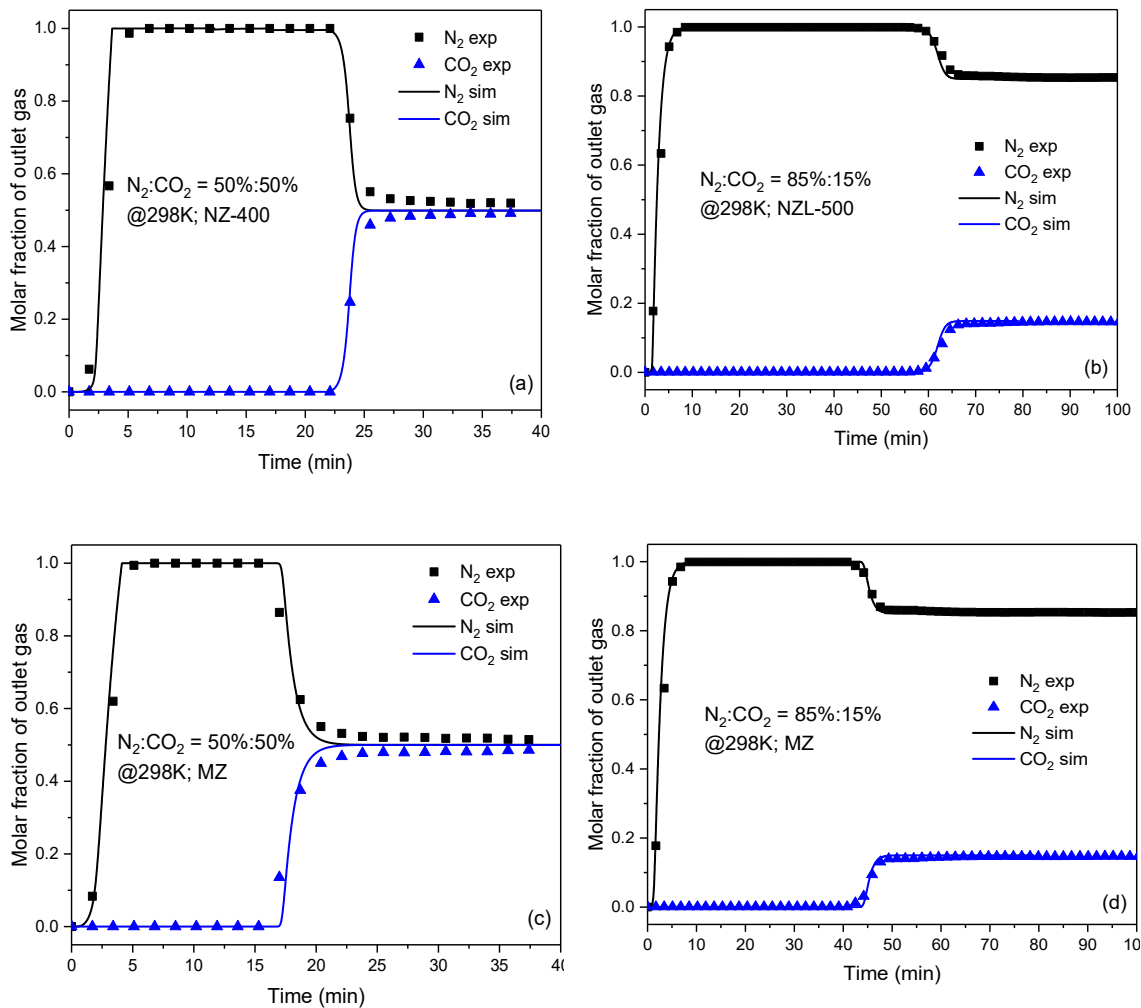 1.0
0.8
0.6
0.4
0.2
0.0
Molar fraction of outlet gas
N₂ exp
CO₂ exp
N₂ sim
CO₂ sim
N₂:CO₂ = 50%:50%
@298K; NZ-400
(a)
0 5 10 15 20 25 30 35 40
Time (min)
1.0
0.8
0.6
0.4
0.2
0.0
Molar fraction of outlet gas
N₂ exp
CO₂ exp
N₂ sim
CO₂ sim
N₂:CO₂ = 85%:15%
@298K; NZL-500
(b)
0 10 20 30 40 50 60 70 80 90 100
Time (min)
1.0
0.8
0.6
0.4
0.2
0.0
Molar fraction of outlet gas
N₂ exp
CO₂ exp
N₂ sim
CO₂ sim
N₂:CO₂ = 50%:50%
@298K; MZ
(c)
0 5 10 15 20 25 30 35 40
Time (min)
1.0
0.8
0.6
0.4
0.2
0.0
Molar fraction of outlet gas
N₂ exp
CO₂ exp
N₂ sim
CO₂ sim
N₂:CO₂ = 85%:15%
@298K; MZ
(d)
0 10 20 30 40 50 60 70 80 90 10
Time (min)